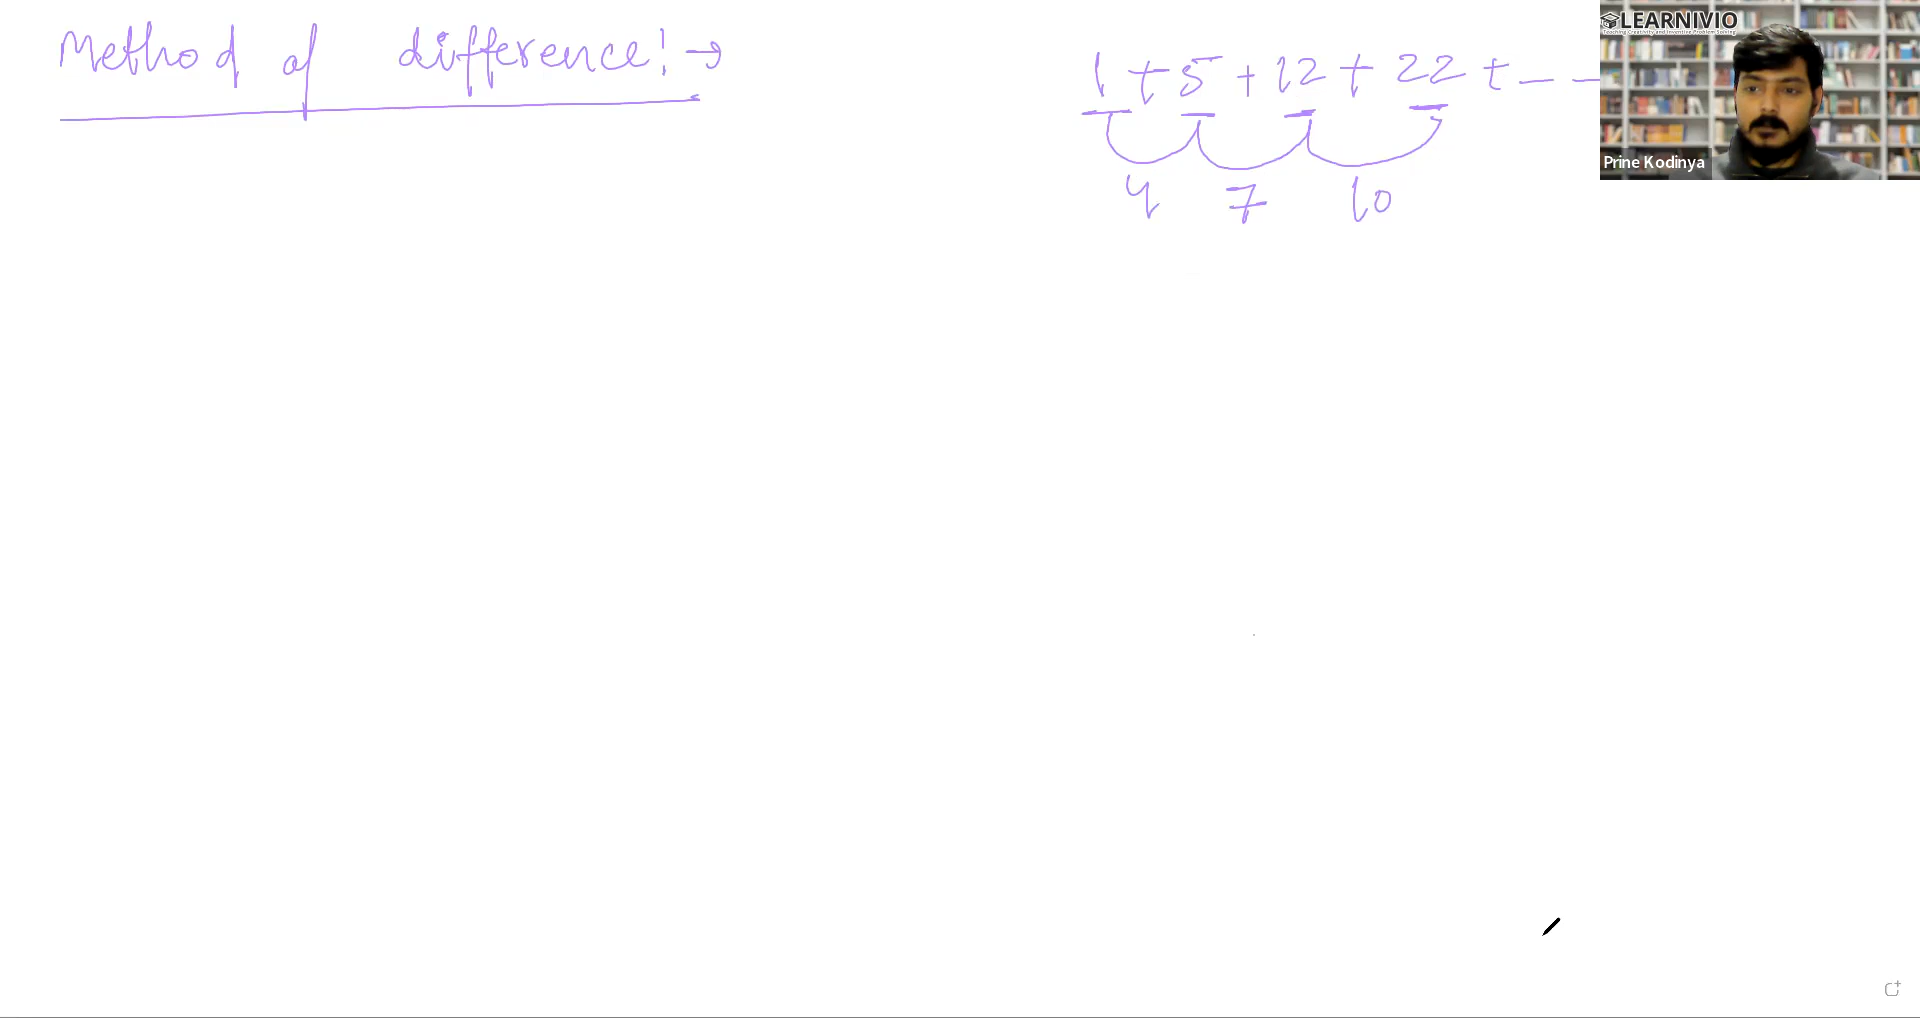 Method of difference! →
1 + 5 + 12 + 22 + - -
4 7 10
LEARNIVIO
Prine Kodinya